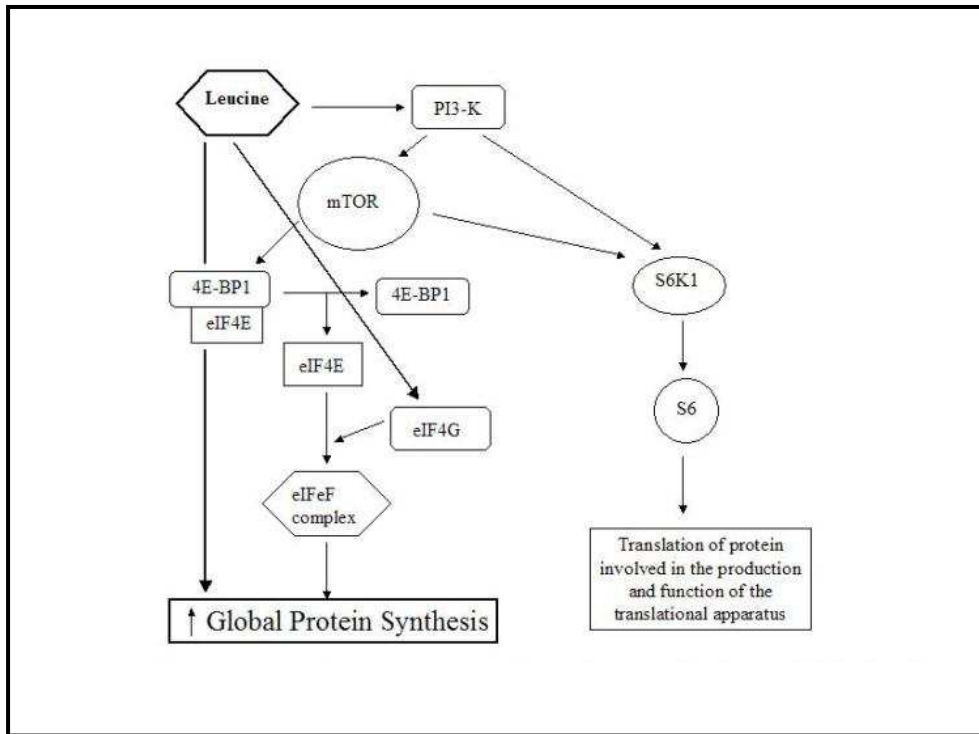 Leucine
PI3-K
mTOR
4E-BP1
eIF4E
4E-BP1
S6K1
eIF4E
S6
eIF4G
eIFeF
complex
Translation of protein
involved in the production
and function of the
translational apparatus
↑ Global Protein Synthesis